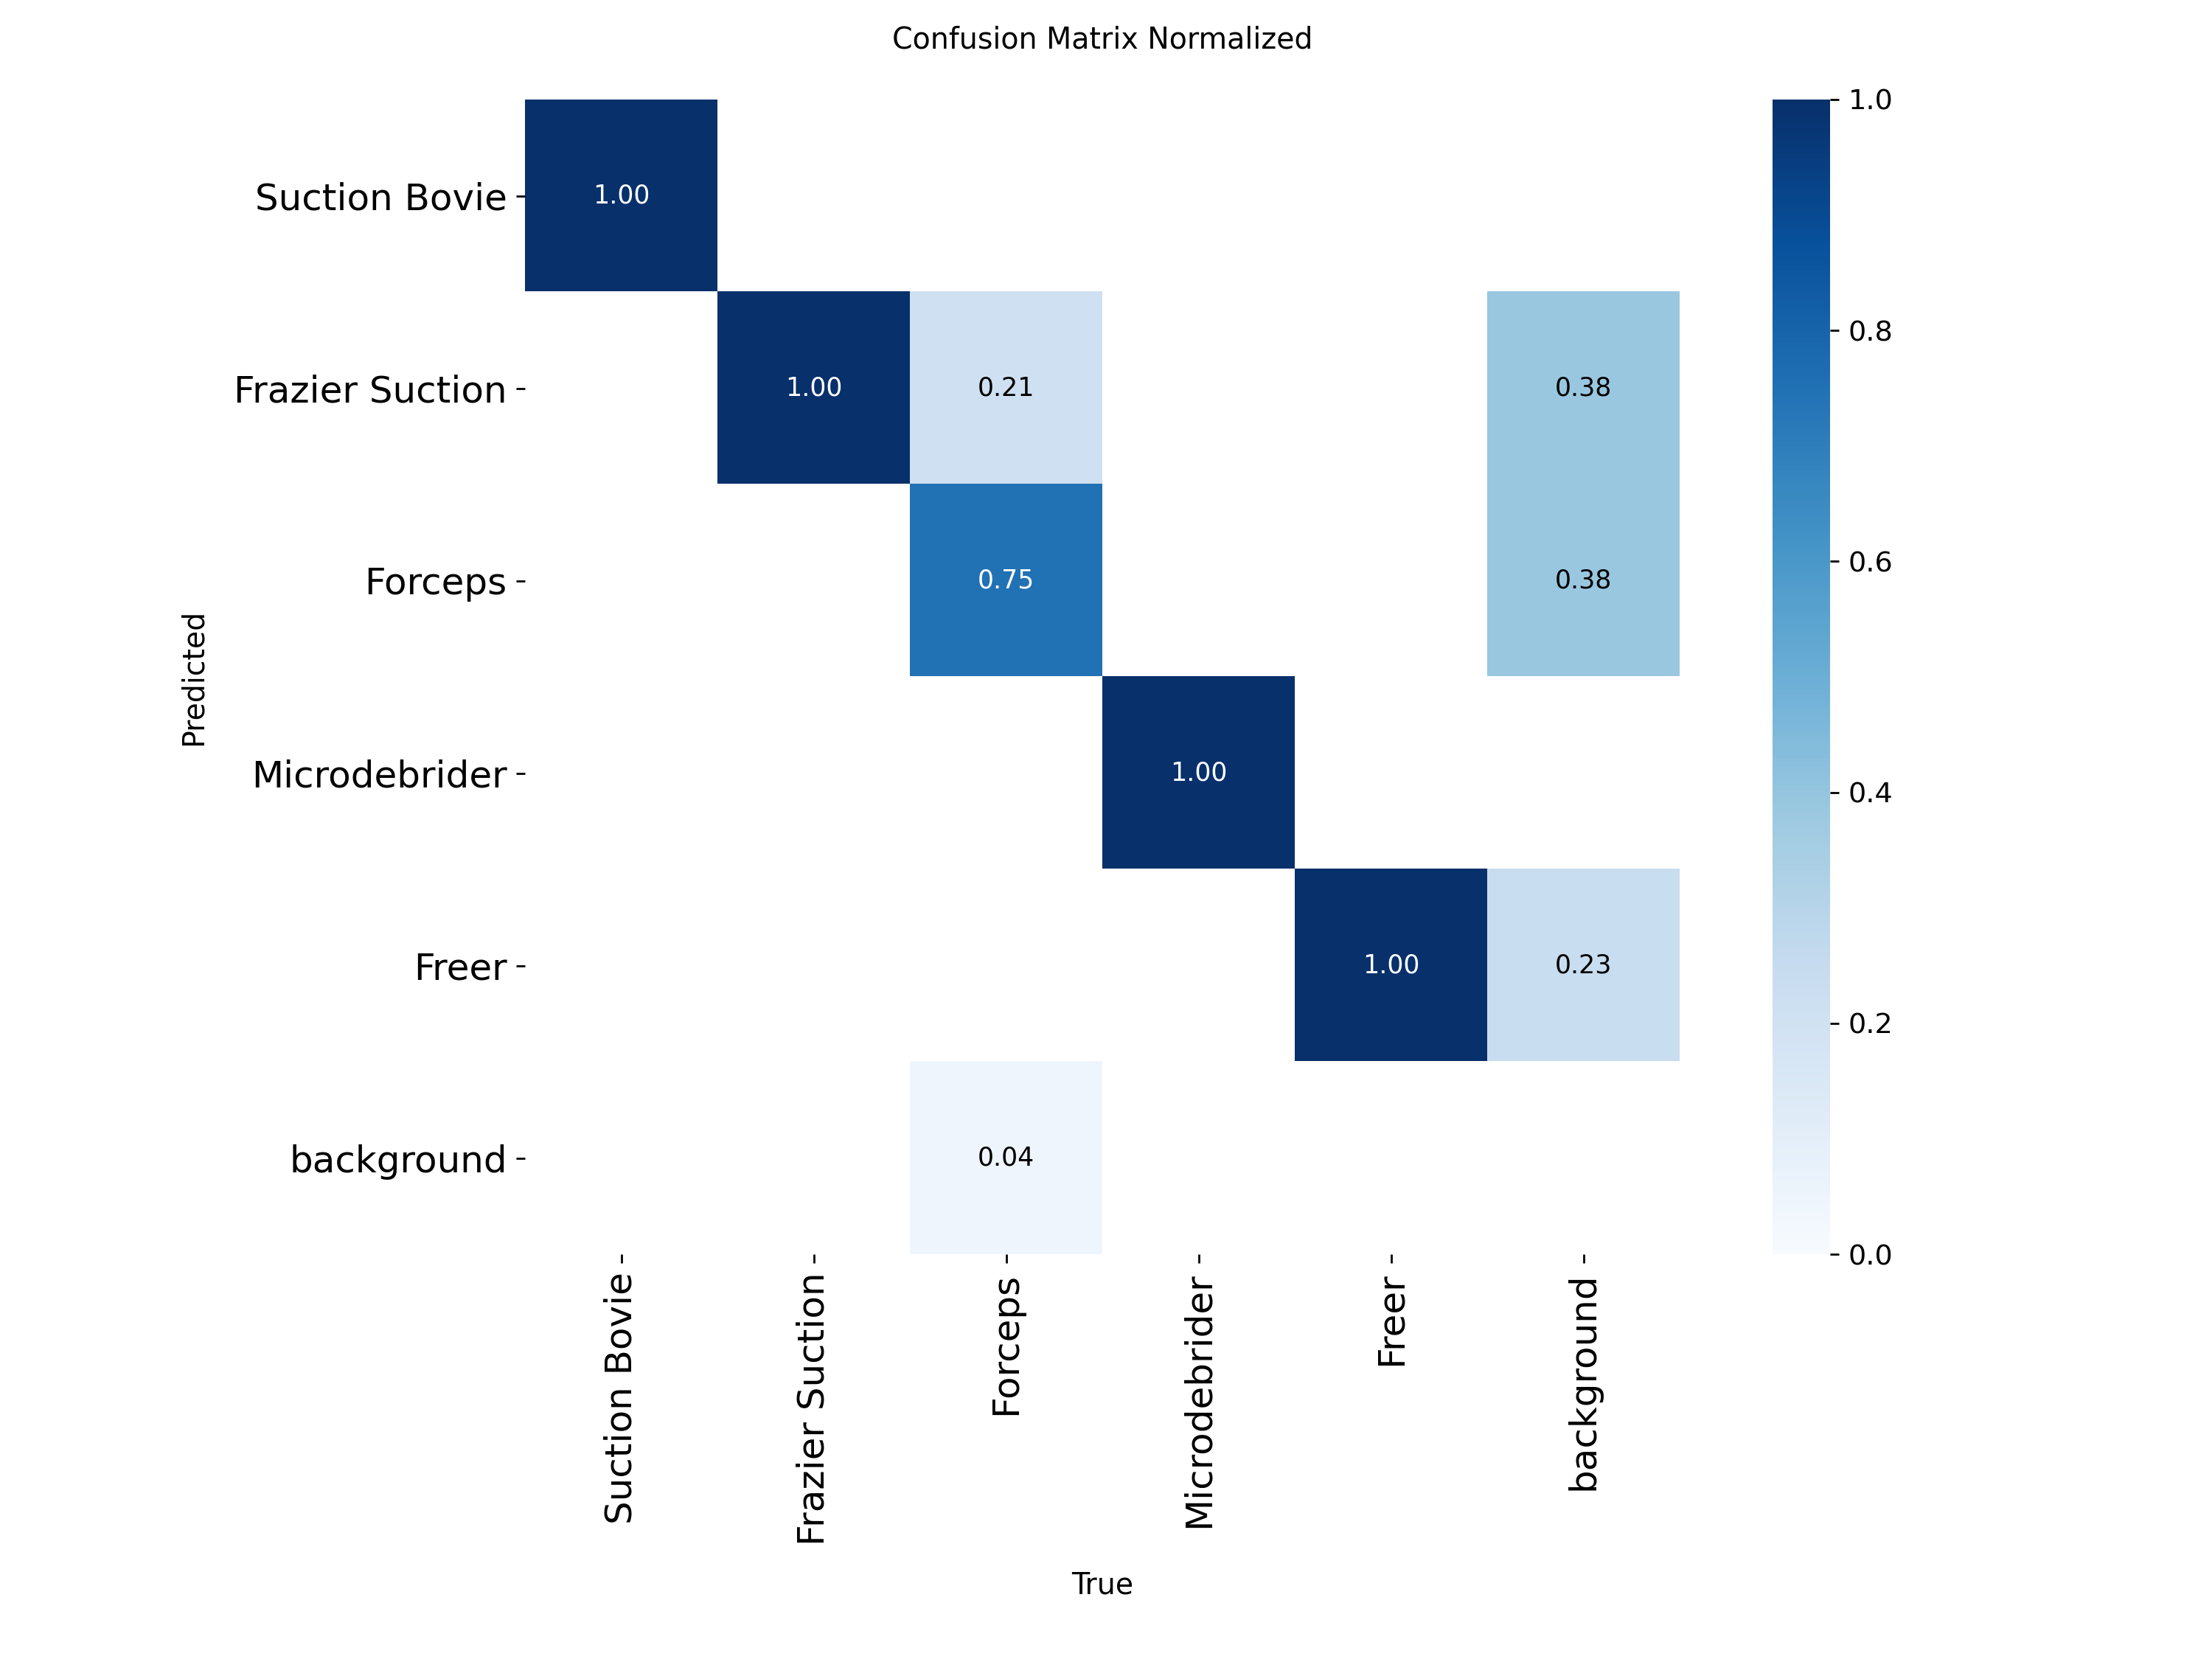 Confusion Matrix Normalized
Suction Bovie
Frazier Suction
Forceps
Microdebrider
Freer
background
Predicted
1.00
1.00 0.21 0.38
0.75 0.38
1.00
1.00 0.23
0.04
1.0
0.8
0.6
0.4
0.2
0.0
Suction Bovie
Frazier Suction
Forceps
Microdebrider
Freer
background
True